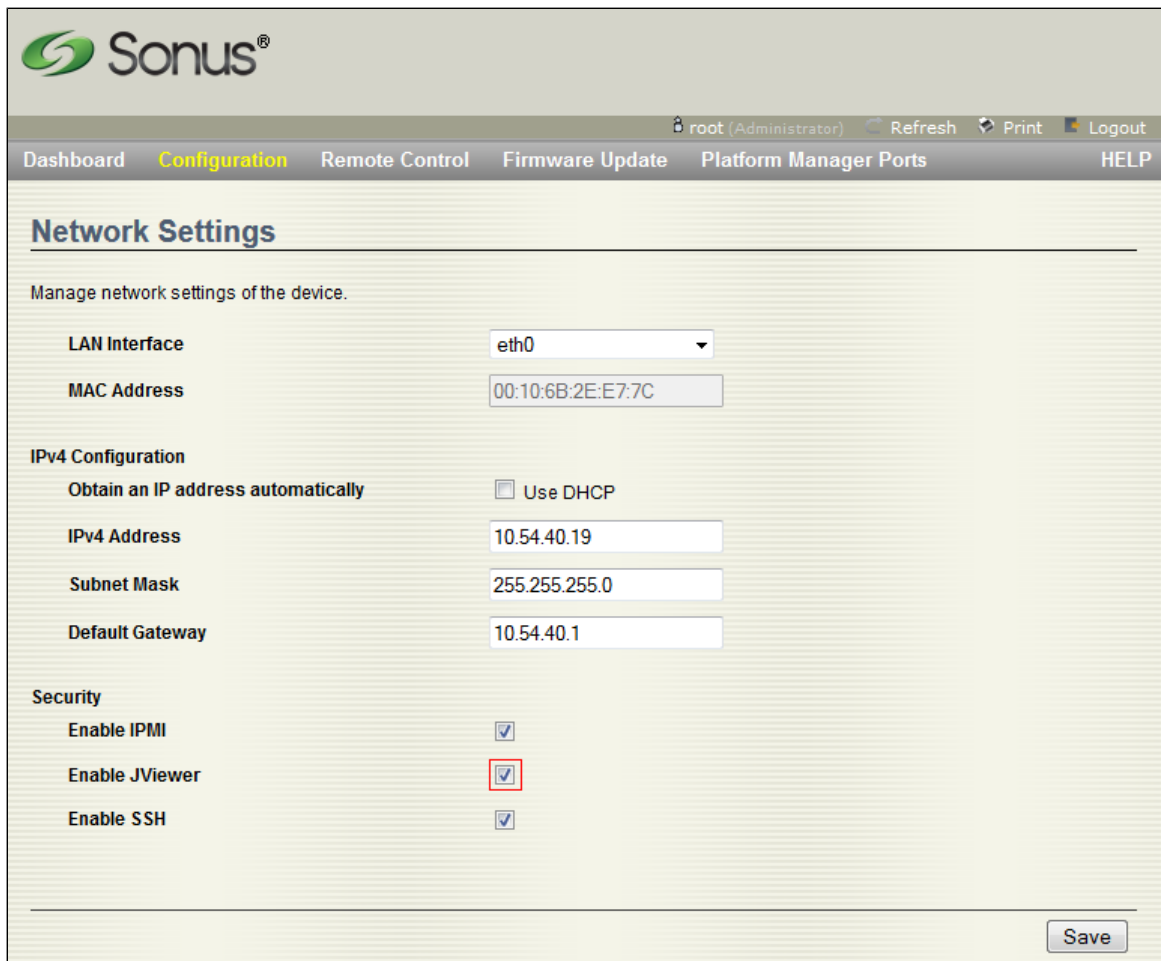 Sonus®
root (Administrator) Refresh Print Logout
Dashboard Configuration Remote Control Firmware Update Platform Manager Ports HELP
Network Settings
Manage network settings of the device.
LAN Interface eth0
MAC Address 00:10:6B:2E:E7:7C
IPv4 Configuration
Obtain an IP address automatically Use DHCP
IPv4 Address 10.54.40.19
Subnet Mask 255.255.255.0
Default Gateway 10.54.40.1
Security
Enable IPMI
Enable JViewer
Enable SSH
Save